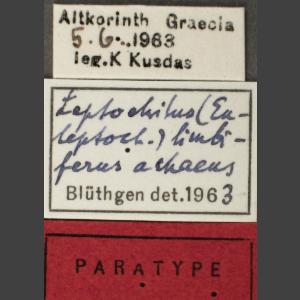 Altkorinth Graecia
5.6.1963
leg.K Kusdas
Leptochilus (Eu-
leptoch.) limbi-
ferus achaeus
Blüthgen det.1963
PARATYPE